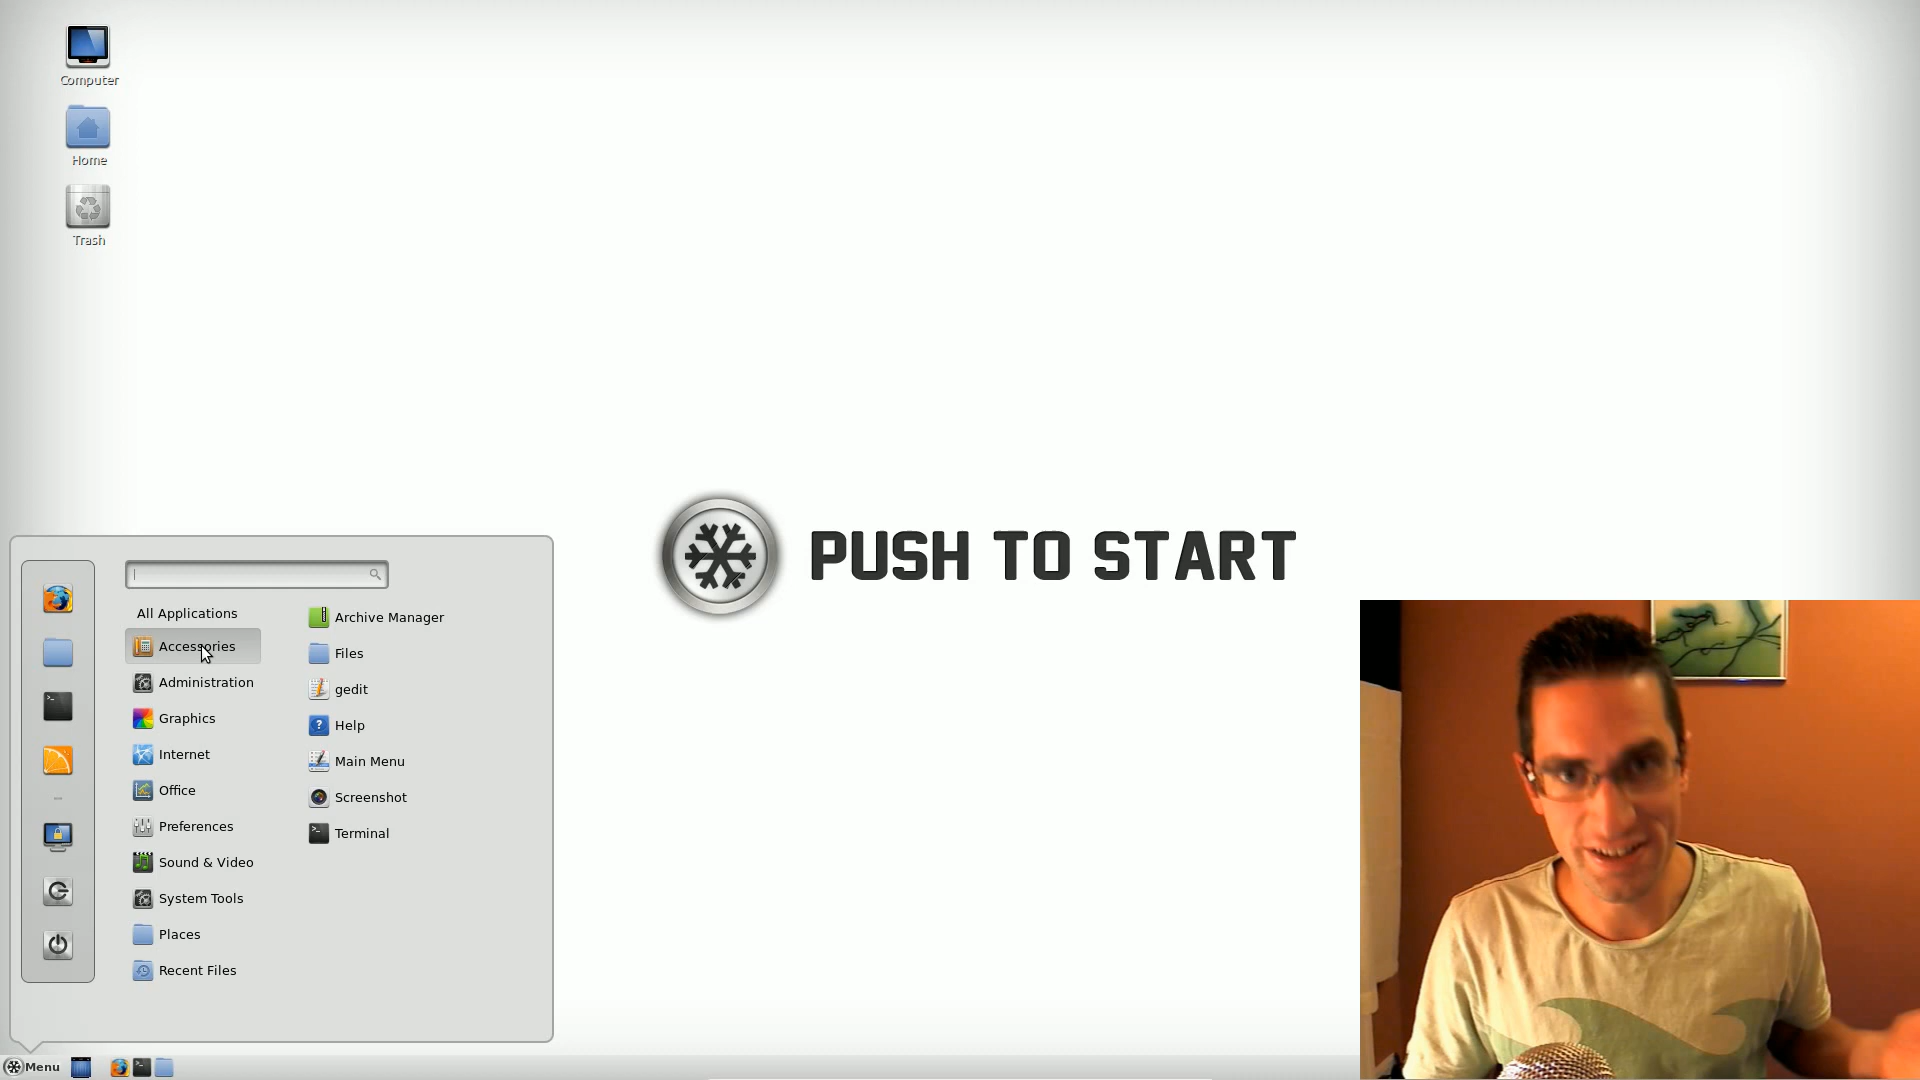 Computer
Home
Trash
PUSH TO START
All Applications
Accessories
Administration
Graphics
Internet
Office
Preferences
Sound & Video
System Tools
Places
Recent Files
Archive Manager
Files
gedit
Help
Main Menu
Screenshot
Terminal
Menu